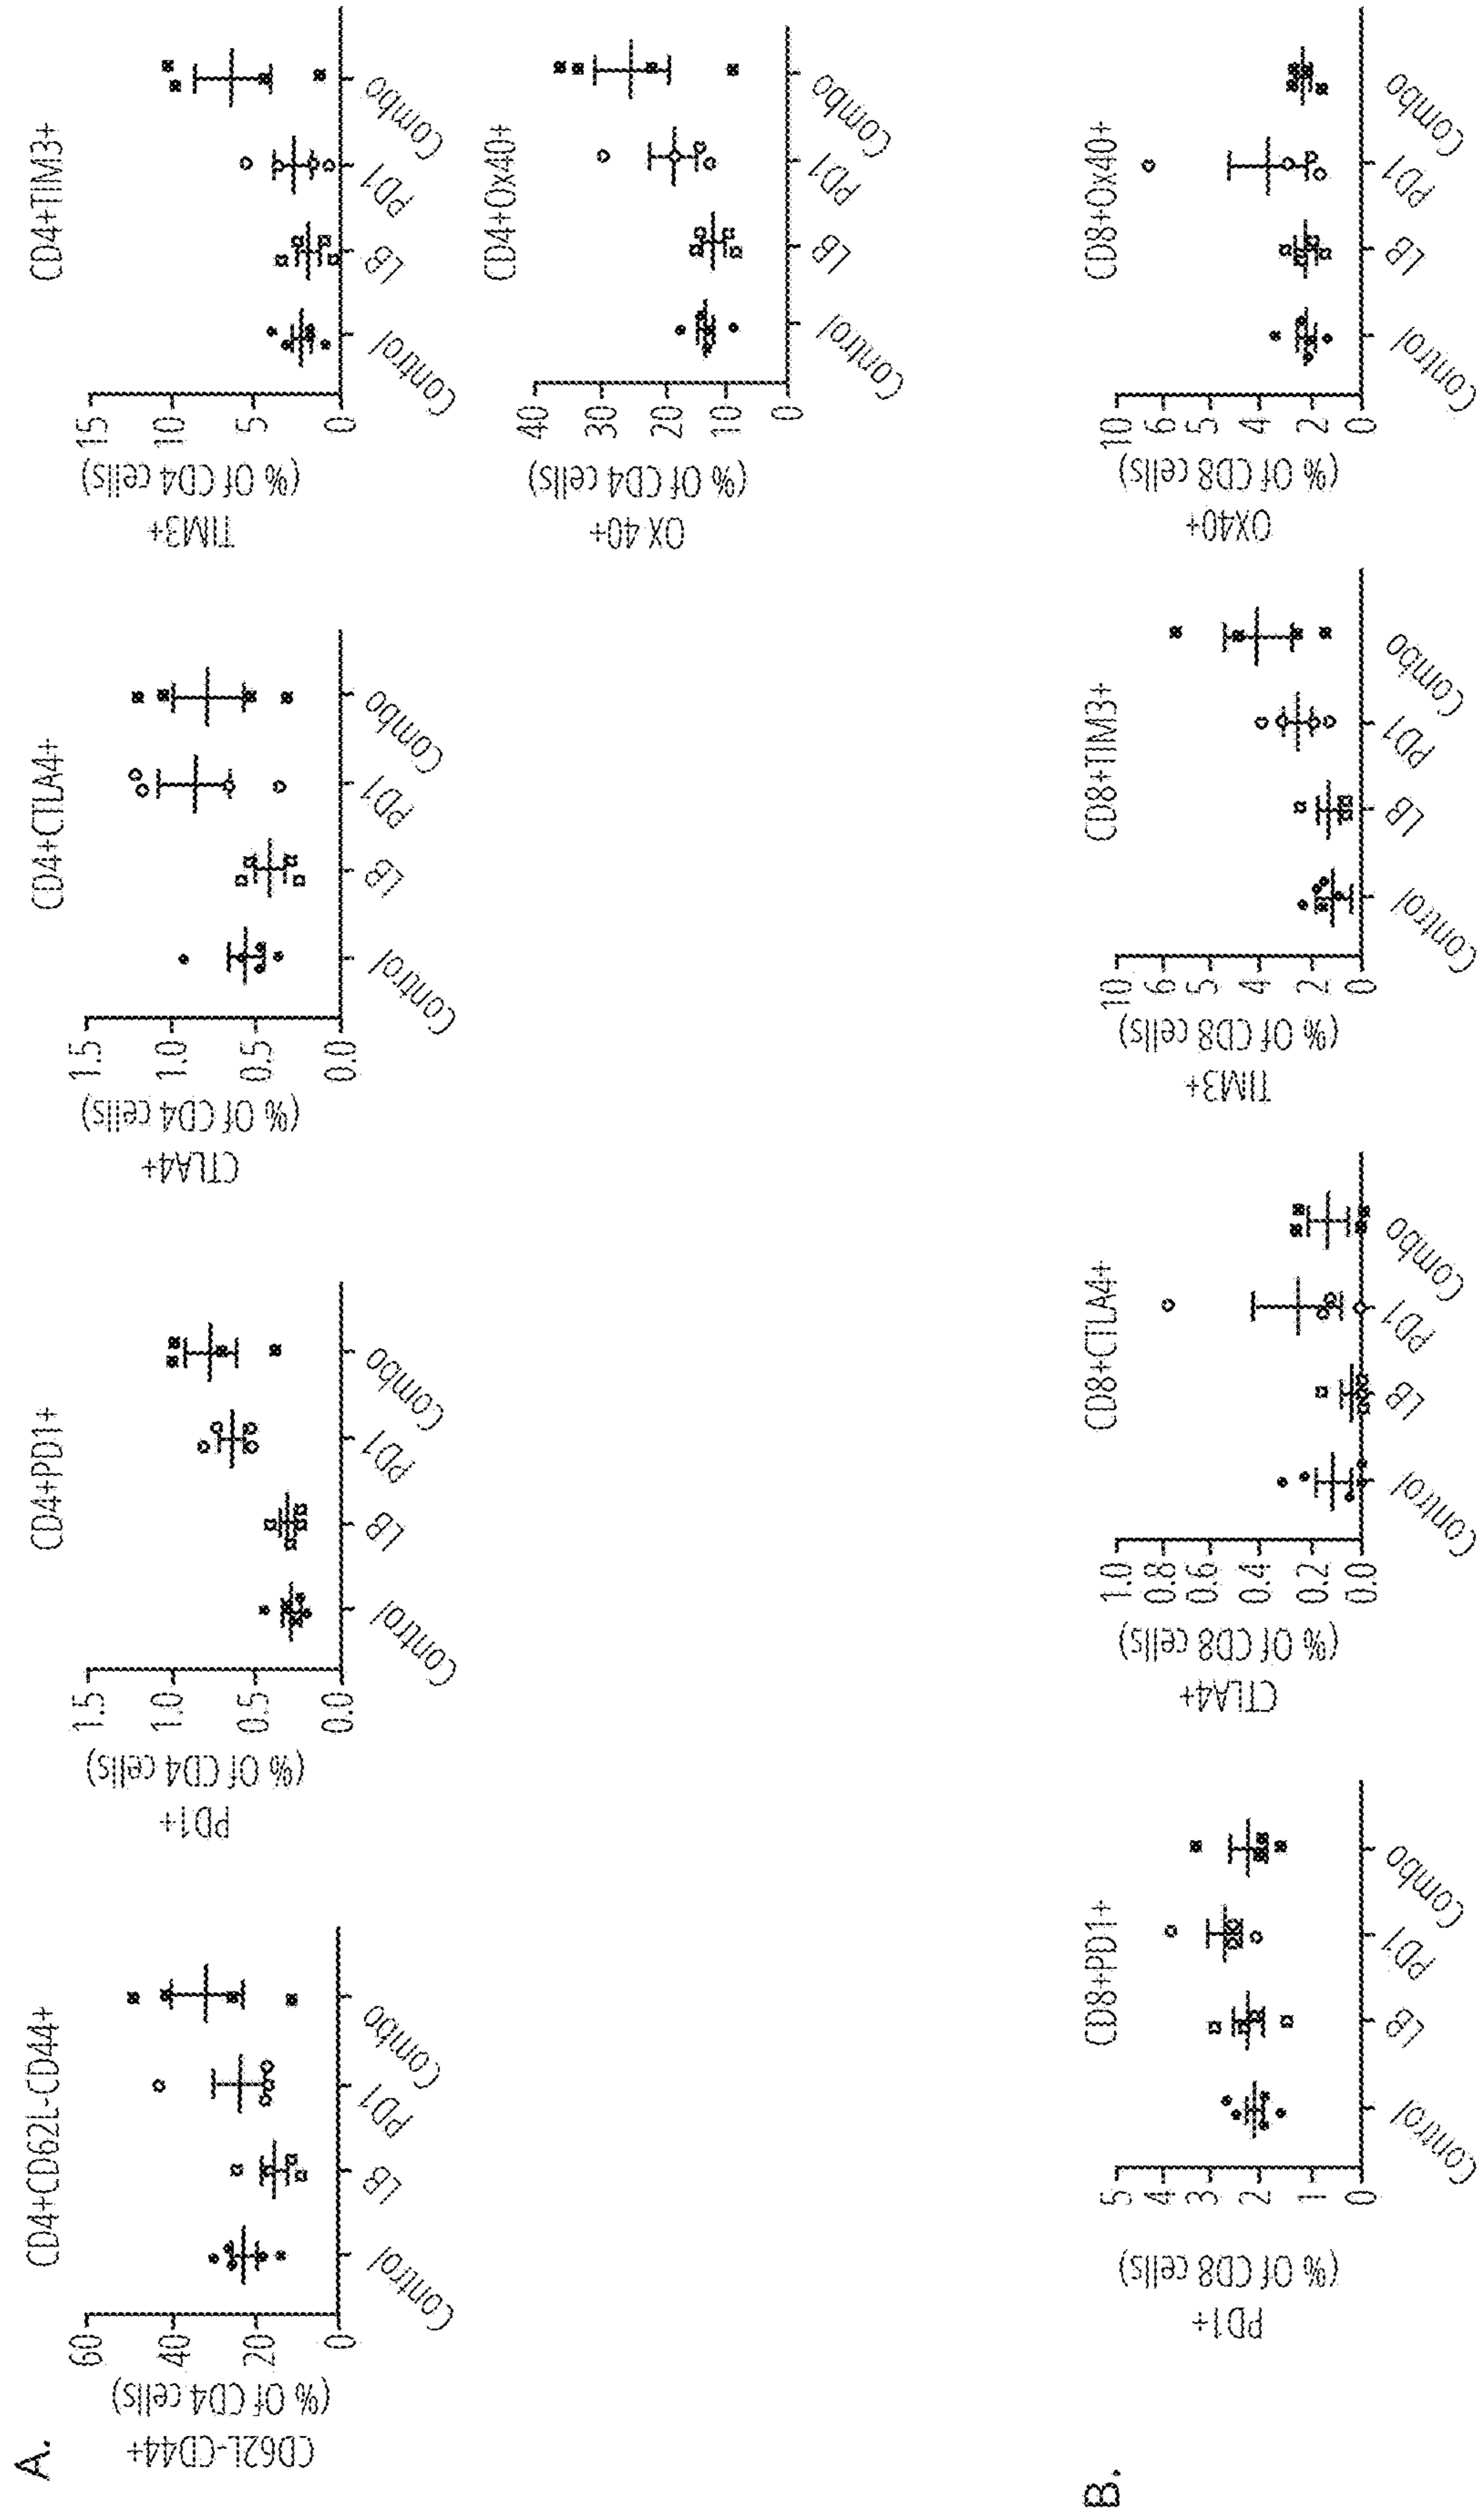 A.
CD4+CD62L-CD44+
CD62L-CD44+
(% Of CD4 cells)
60
40
20
0
Control
LB
PD1
Combo
CD4+PD1+
PD1+
(% Of CD4 cells)
1.5
1.0
0.5
0.0
Control
LB
PD1
Combo
CD4+CTLA4+
CTLA4+
(% Of CD4 cells)
1.5
1.0
0.5
0.0
Control
LB
PD1
Combo
CD4+TIM3+
TIM3+
(% Of CD4 cells)
15
10
5
0
Control
LB
PD1
Combo
CD4+Ox40+
OX 40+
(% Of CD4 cells)
40
30
20
10
0
Control
LB
PD1
Combo
B.
CD8+PD1+
PD1+
(% Of CD8 cells)
5
4
3
2
1
0
Control
LB
PD1
Combo
CD8+CTLA4+
CTLA4+
(% Of CD8 cells)
1.0
0.8
0.6
0.4
0.2
0.0
Control
LB
PD1
Combo
CD8+TIM3+
TIM3+
(% Of CD8 cells)
10
6
5
4
2
0
Control
LB
PD1
Combo
CD8+Ox40+
OX40+
(% Of CD8 cells)
10
6
5
4
2
0
Control
LB
PD1
Combo